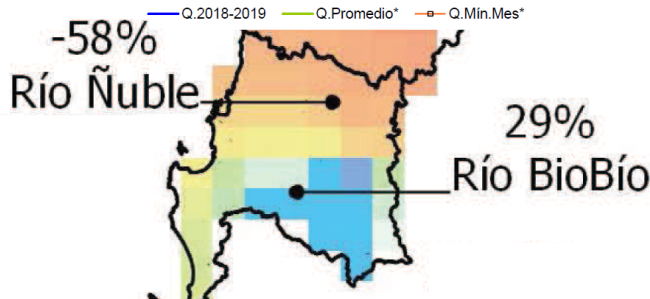 Q.2018-2019 Q.Promedio* Q.Mín.Mes*
-58%
Río Ñuble
29%
Río BioBío